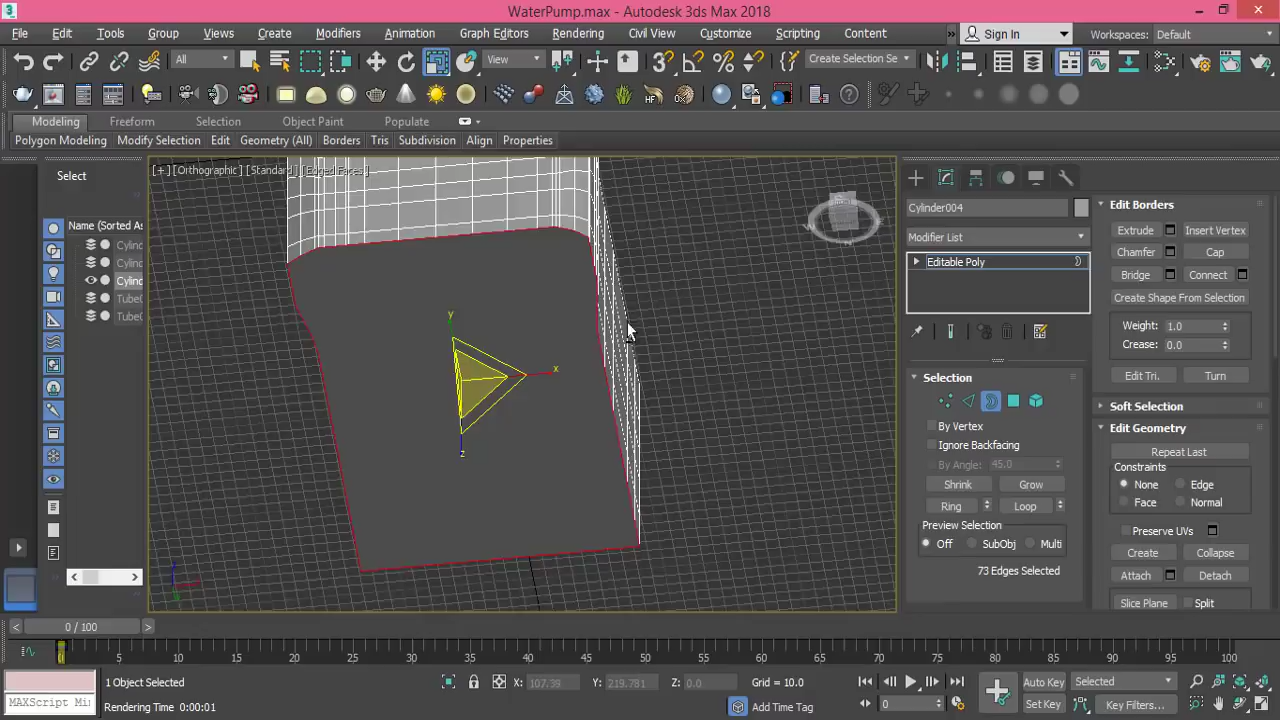 WaterPump.max - Autodesk 3ds Max 2018
File Edit Tools Group Views Create Modifiers Animation Graph Editors Rendering Civil View Customize Scripting Content Sign In Workspaces: Default
All View Create Selection Se
Modeling Freeform Selection Object Paint Populate
Polygon Modeling Modify Selection Edit Geometry (All) Borders Tris Loop Subdivision Align Properties
Select
[+] [Orthographic] [Standard] [Edged Faces]
Name (Sorted As
Cylin
Cylin
Cylin
Tube(
Tube(
y
x
z
Cylinder004
Modifier List
Editable Poly
Selection
By Vertex
Ignore Backfacing
By Angle: 45.0
Shrink Grow
Ring Loop
Preview Selection
Off SubObj Multi
73 Edges Selected
Edit Borders
Extrude Insert Vertex
Chamfer Cap
Bridge Connect
Create Shape From Selection
Weight: 1.0
Crease: 0.0
Edit Tri. Turn
Soft Selection
Edit Geometry
Repeat Last
Constraints
None Edge
Face Normal
Preserve UVs
Create Collapse
Attach Detach
Slice Plane Split
0 / 100
5 10 15 20 25 30 35 40 45 50 55 60 65 70 75 80 85 90 95 100
1 Object Selected X: 107.39 Y: 219.781 Z: 0.0 Grid = 10.0 Auto Key Selected
MAXScript Mi Rendering Time 0:00:01 Add Time Tag 0 Set Key Key Filters...